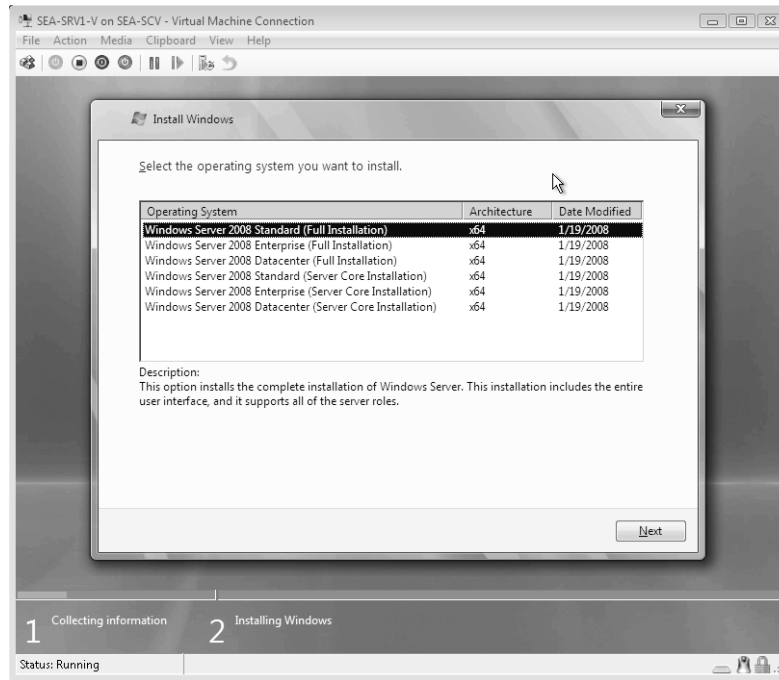 SEA-SRV1-V on SEA-SCV - Virtual Machine Connection
File Action Media Clipboard View Help
Install Windows
Select the operating system you want to install.
Operating System Architecture Date Modified
Windows Server 2008 Standard (Full Installation) x64 1/19/2008
Windows Server 2008 Enterprise (Full Installation) x64 1/19/2008
Windows Server 2008 Datacenter (Full Installation) x64 1/19/2008
Windows Server 2008 Standard (Server Core Installation) x64 1/19/2008
Windows Server 2008 Enterprise (Server Core Installation) x64 1/19/2008
Windows Server 2008 Datacenter (Server Core Installation) x64 1/19/2008
Description:
This option installs the complete installation of Windows Server. This installation includes the entire
user interface, and it supports all of the server roles.
Next
1 Collecting information 2 Installing Windows
Status: Running